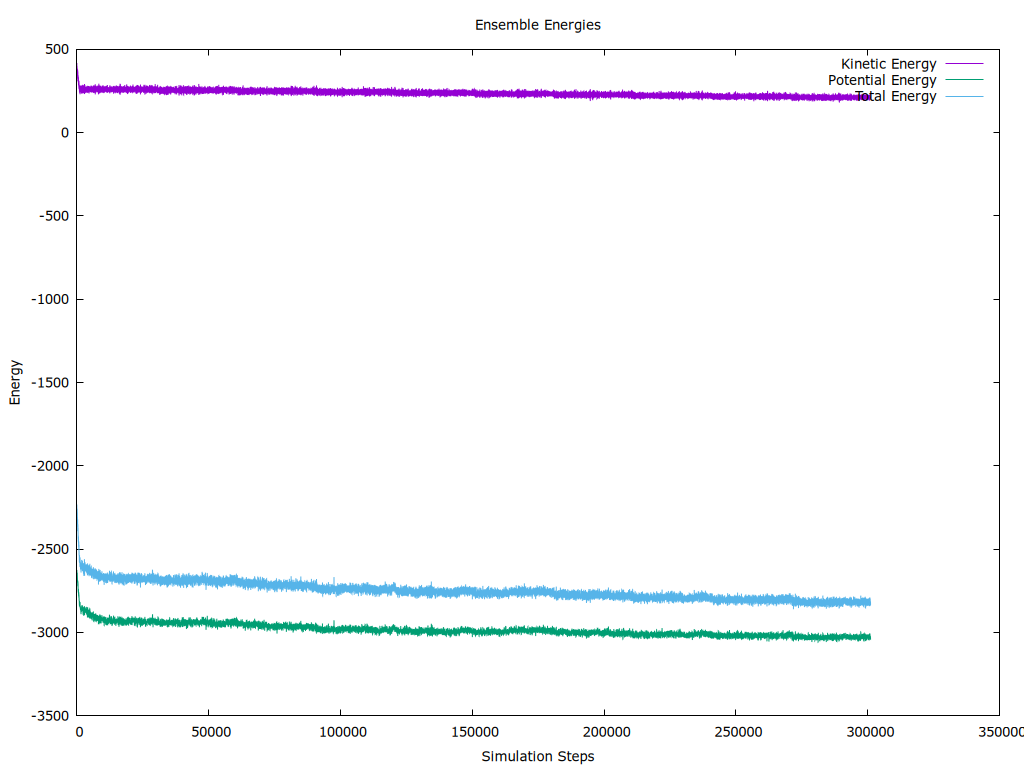 Ensemble Energies
500
0
-500
-1000
-1500
-2000
-2500
-3000
-3500
Energy
Kinetic Energy
Potential Energy
Total Energy
0 50000 100000 150000 200000 250000 300000 350000
Simulation Steps